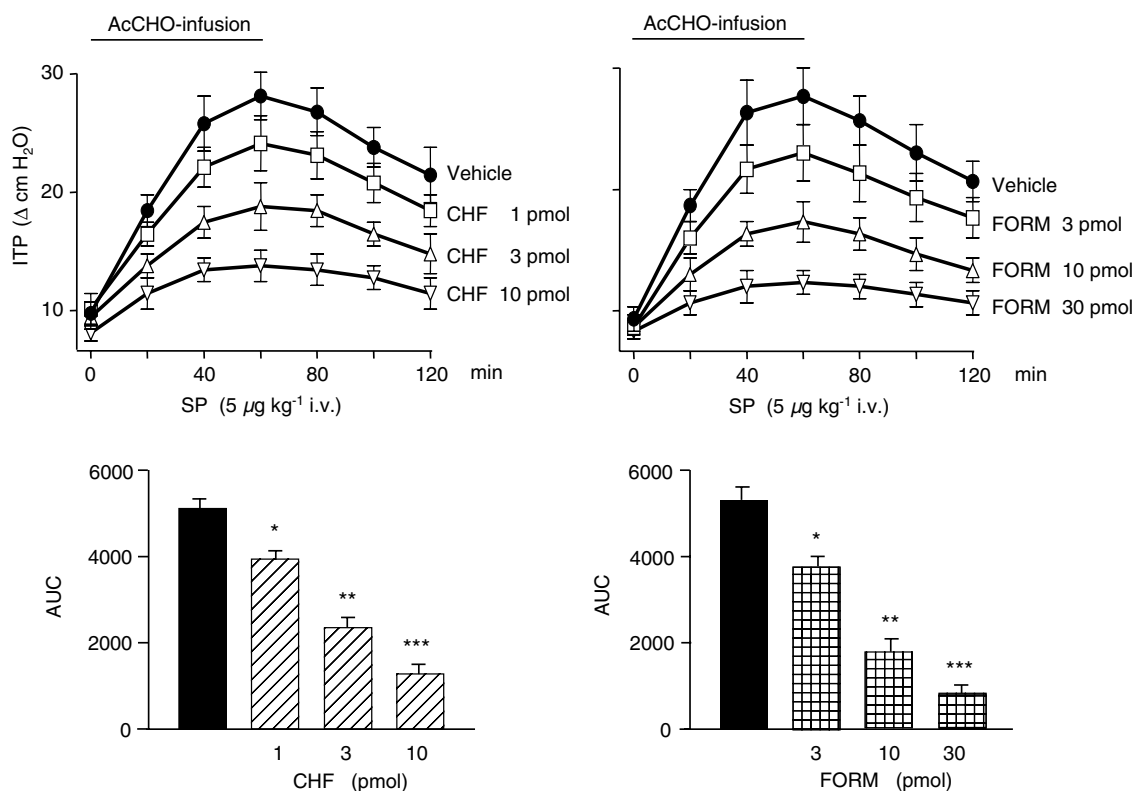 AcCHO-infusion
AcCHO-infusion
ITP (Δ cm H₂O)
30
20
10
Vehicle
CHF 1 pmol
CHF 3 pmol
CHF 10 pmol
0 40 80 120 min
SP (5 µg kg⁻¹ i.v.)
Vehicle
FORM 3 pmol
FORM 10 pmol
FORM 30 pmol
0 40 80 120 min
SP (5 µg kg⁻¹ i.v.)
AUC
6000
4000
2000
0
*
**
***
1 3 10
CHF (pmol)
AUC
6000
4000
2000
0
*
**
***
3 10 30
FORM (pmol)